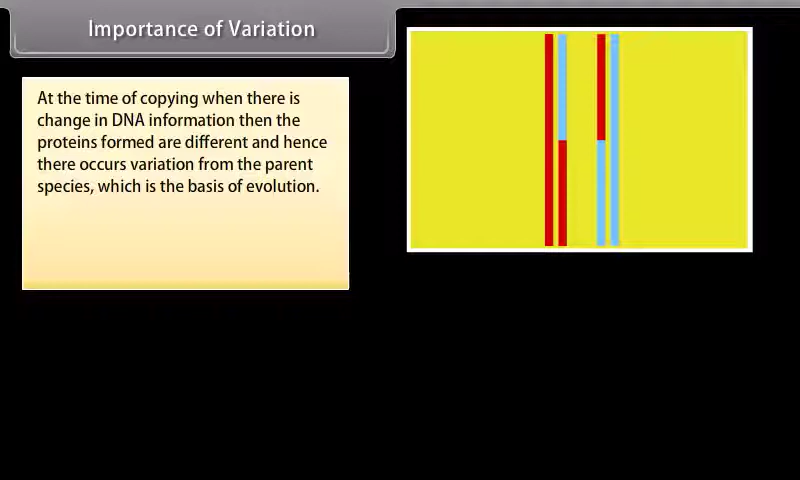 Importance of Variation
At the time of copying when there is
change in DNA information then the
proteins formed are different and hence
there occurs variation from the parent
species, which is the basis of evolution.